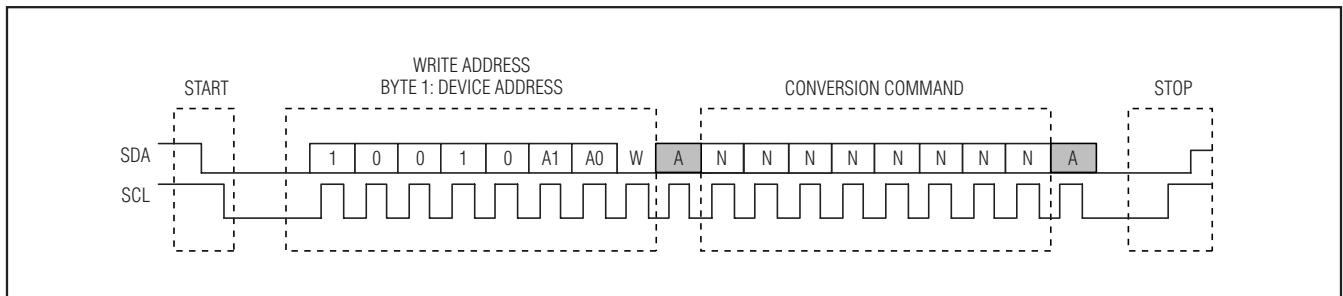 WRITE ADDRESS
START BYTE 1: DEVICE ADDRESS CONVERSION COMMAND STOP
SDA 1 0 0 1 0 A1 A0 W A N N N N N N N N A
SCL